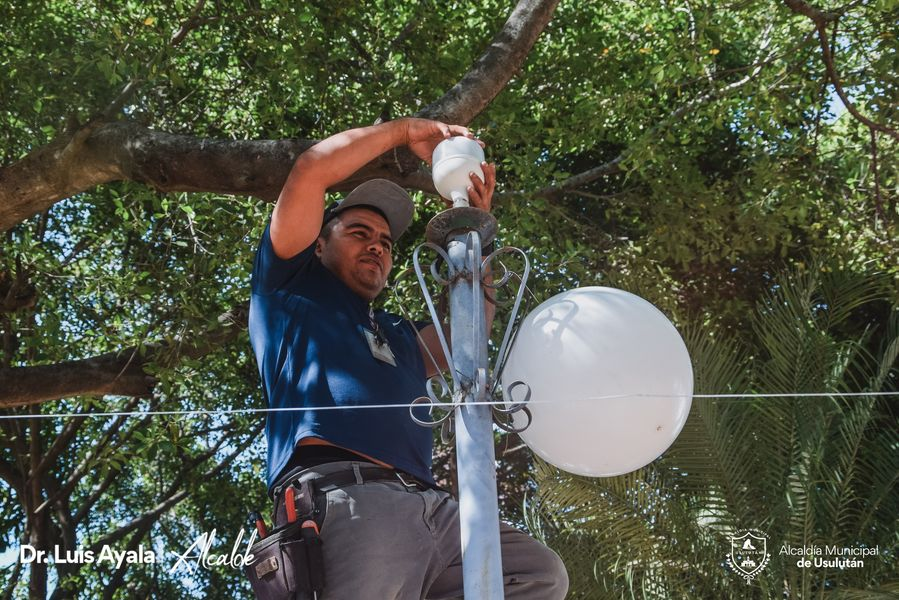 Dr. Luis Ayala Alcalde
Alcaldía Municipal
de Usulután